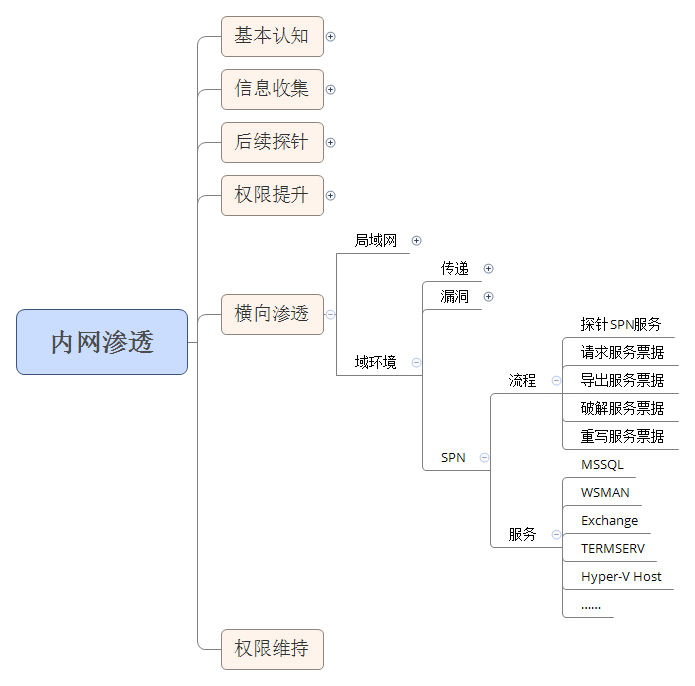 内网渗透
基本认知
信息收集
后续探针
权限提升
横向渗透
局域网
域环境
传递
漏洞
SPN
流程
探针SPN服务
请求服务票据
导出服务票据
破解服务票据
重写服务票据
服务
MSSQL
WSMAN
Exchange
TERMSERV
Hyper-V Host
......
权限维持